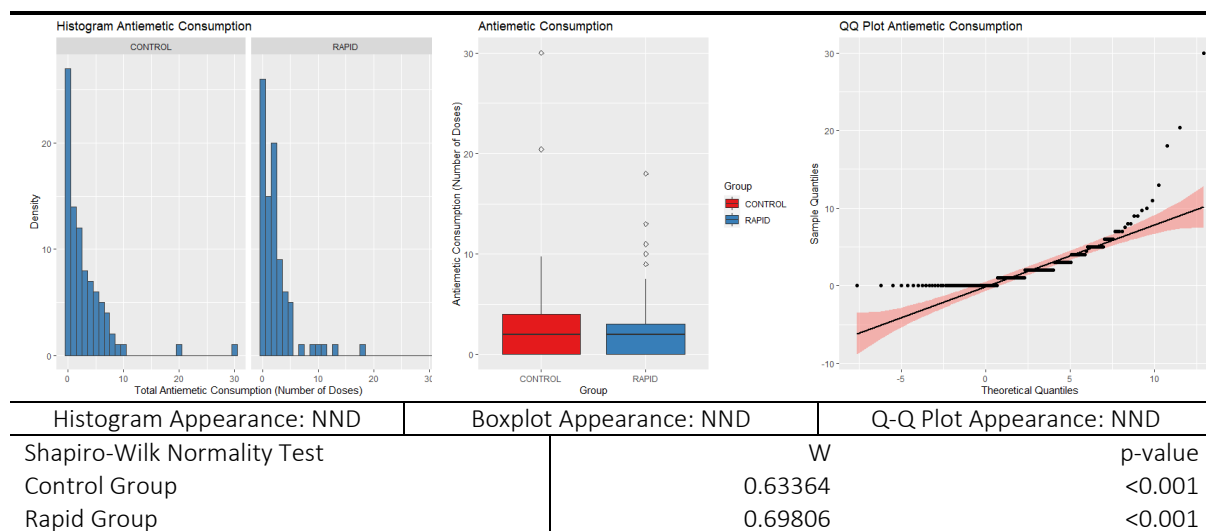 Histogram Antiemetic Consumption
CONTROL RAPID
Density
20
10
0
0 10 20 30 0 10 20 30
Total Antiemetic Consumption (Number of Doses)
Antiemetic Consumption
Antiemetic Consumption (Number of Doses)
30
20
10
0
CONTROL RAPID
Group
Group
CONTROL
RAPID
QQ Plot Antiemetic Consumption
Sample Quantiles
30
20
10
0
-10
-5 0 5 10
Theoretical Quantiles
Histogram Appearance: NND Boxplot Appearance: NND Q-Q Plot Appearance: NND
Shapiro-Wilk Normality Test W p-value
Control Group 0.63364 <0.001
Rapid Group 0.69806 <0.001